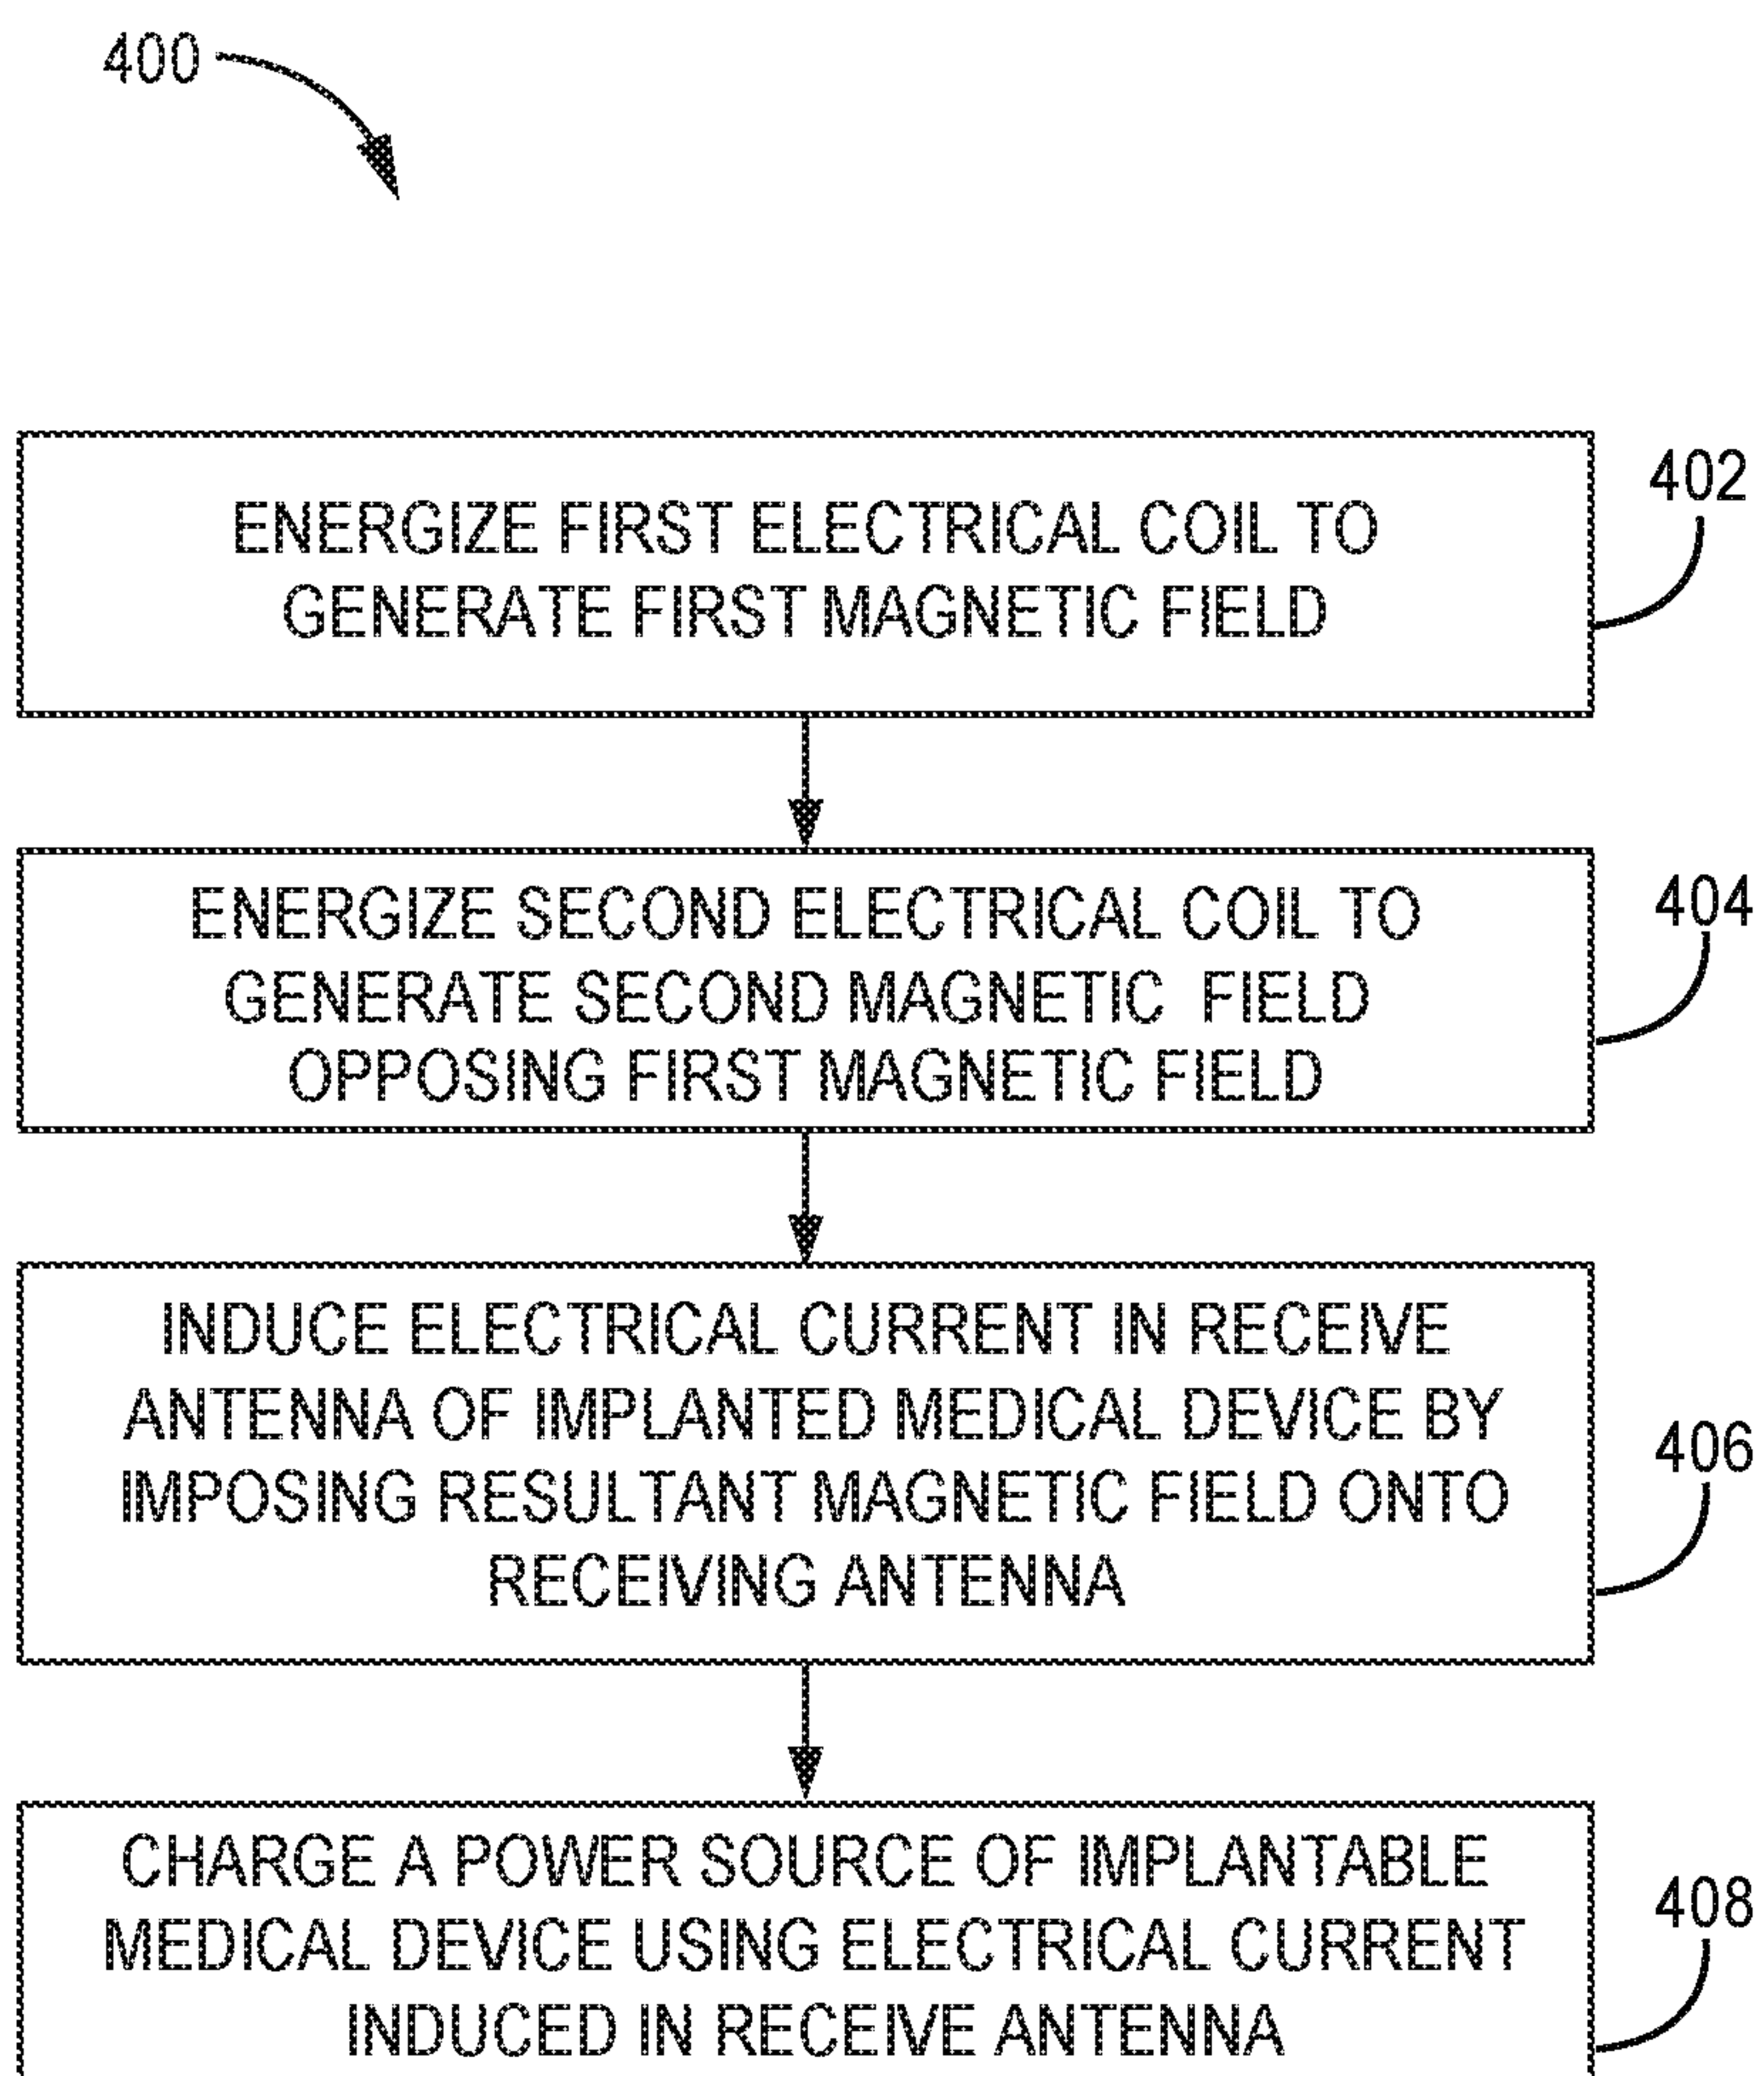 400
ENERGIZE FIRST ELECTRICAL COIL TO
GENERATE FIRST MAGNETIC FIELD
402
ENERGIZE SECOND ELECTRICAL COIL TO
GENERATE SECOND MAGNETIC FIELD
OPPOSING FIRST MAGNETIC FIELD
404
INDUCE ELECTRICAL CURRENT IN RECEIVE
ANTENNA OF IMPLANTED MEDICAL DEVICE BY
IMPOSING RESULTANT MAGNETIC FIELD ONTO
RECEIVING ANTENNA
406
CHARGE A POWER SOURCE OF IMPLANTABLE
MEDICAL DEVICE USING ELECTRICAL CURRENT
INDUCED IN RECEIVE ANTENNA
408